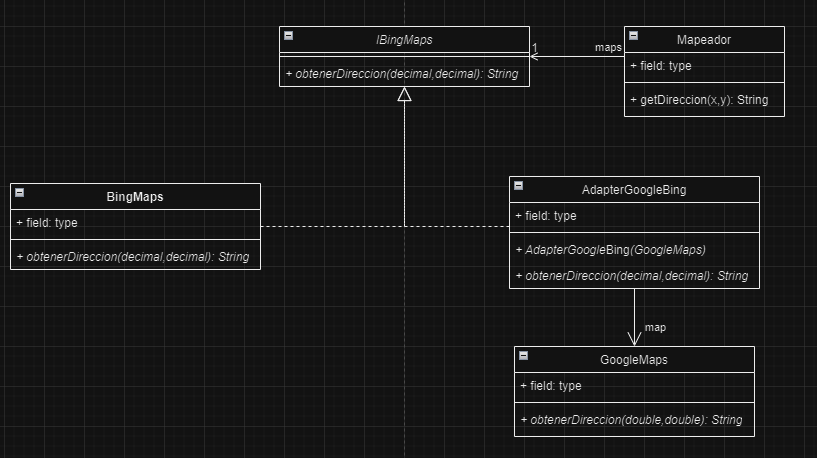 IBingMaps
+ obtenerDireccion(decimal,decimal): String
1
maps
Mapeador
+ field: type
+ getDireccion(x,y): String
BingMaps
+ field: type
+ obtenerDireccion(decimal,decimal): String
AdapterGoogleBing
+ field: type
+ AdapterGoogleBing(GoogleMaps)
+ obtenerDireccion(decimal,decimal): String
map
GoogleMaps
+ field: type
+ obtenerDireccion(double,double): String